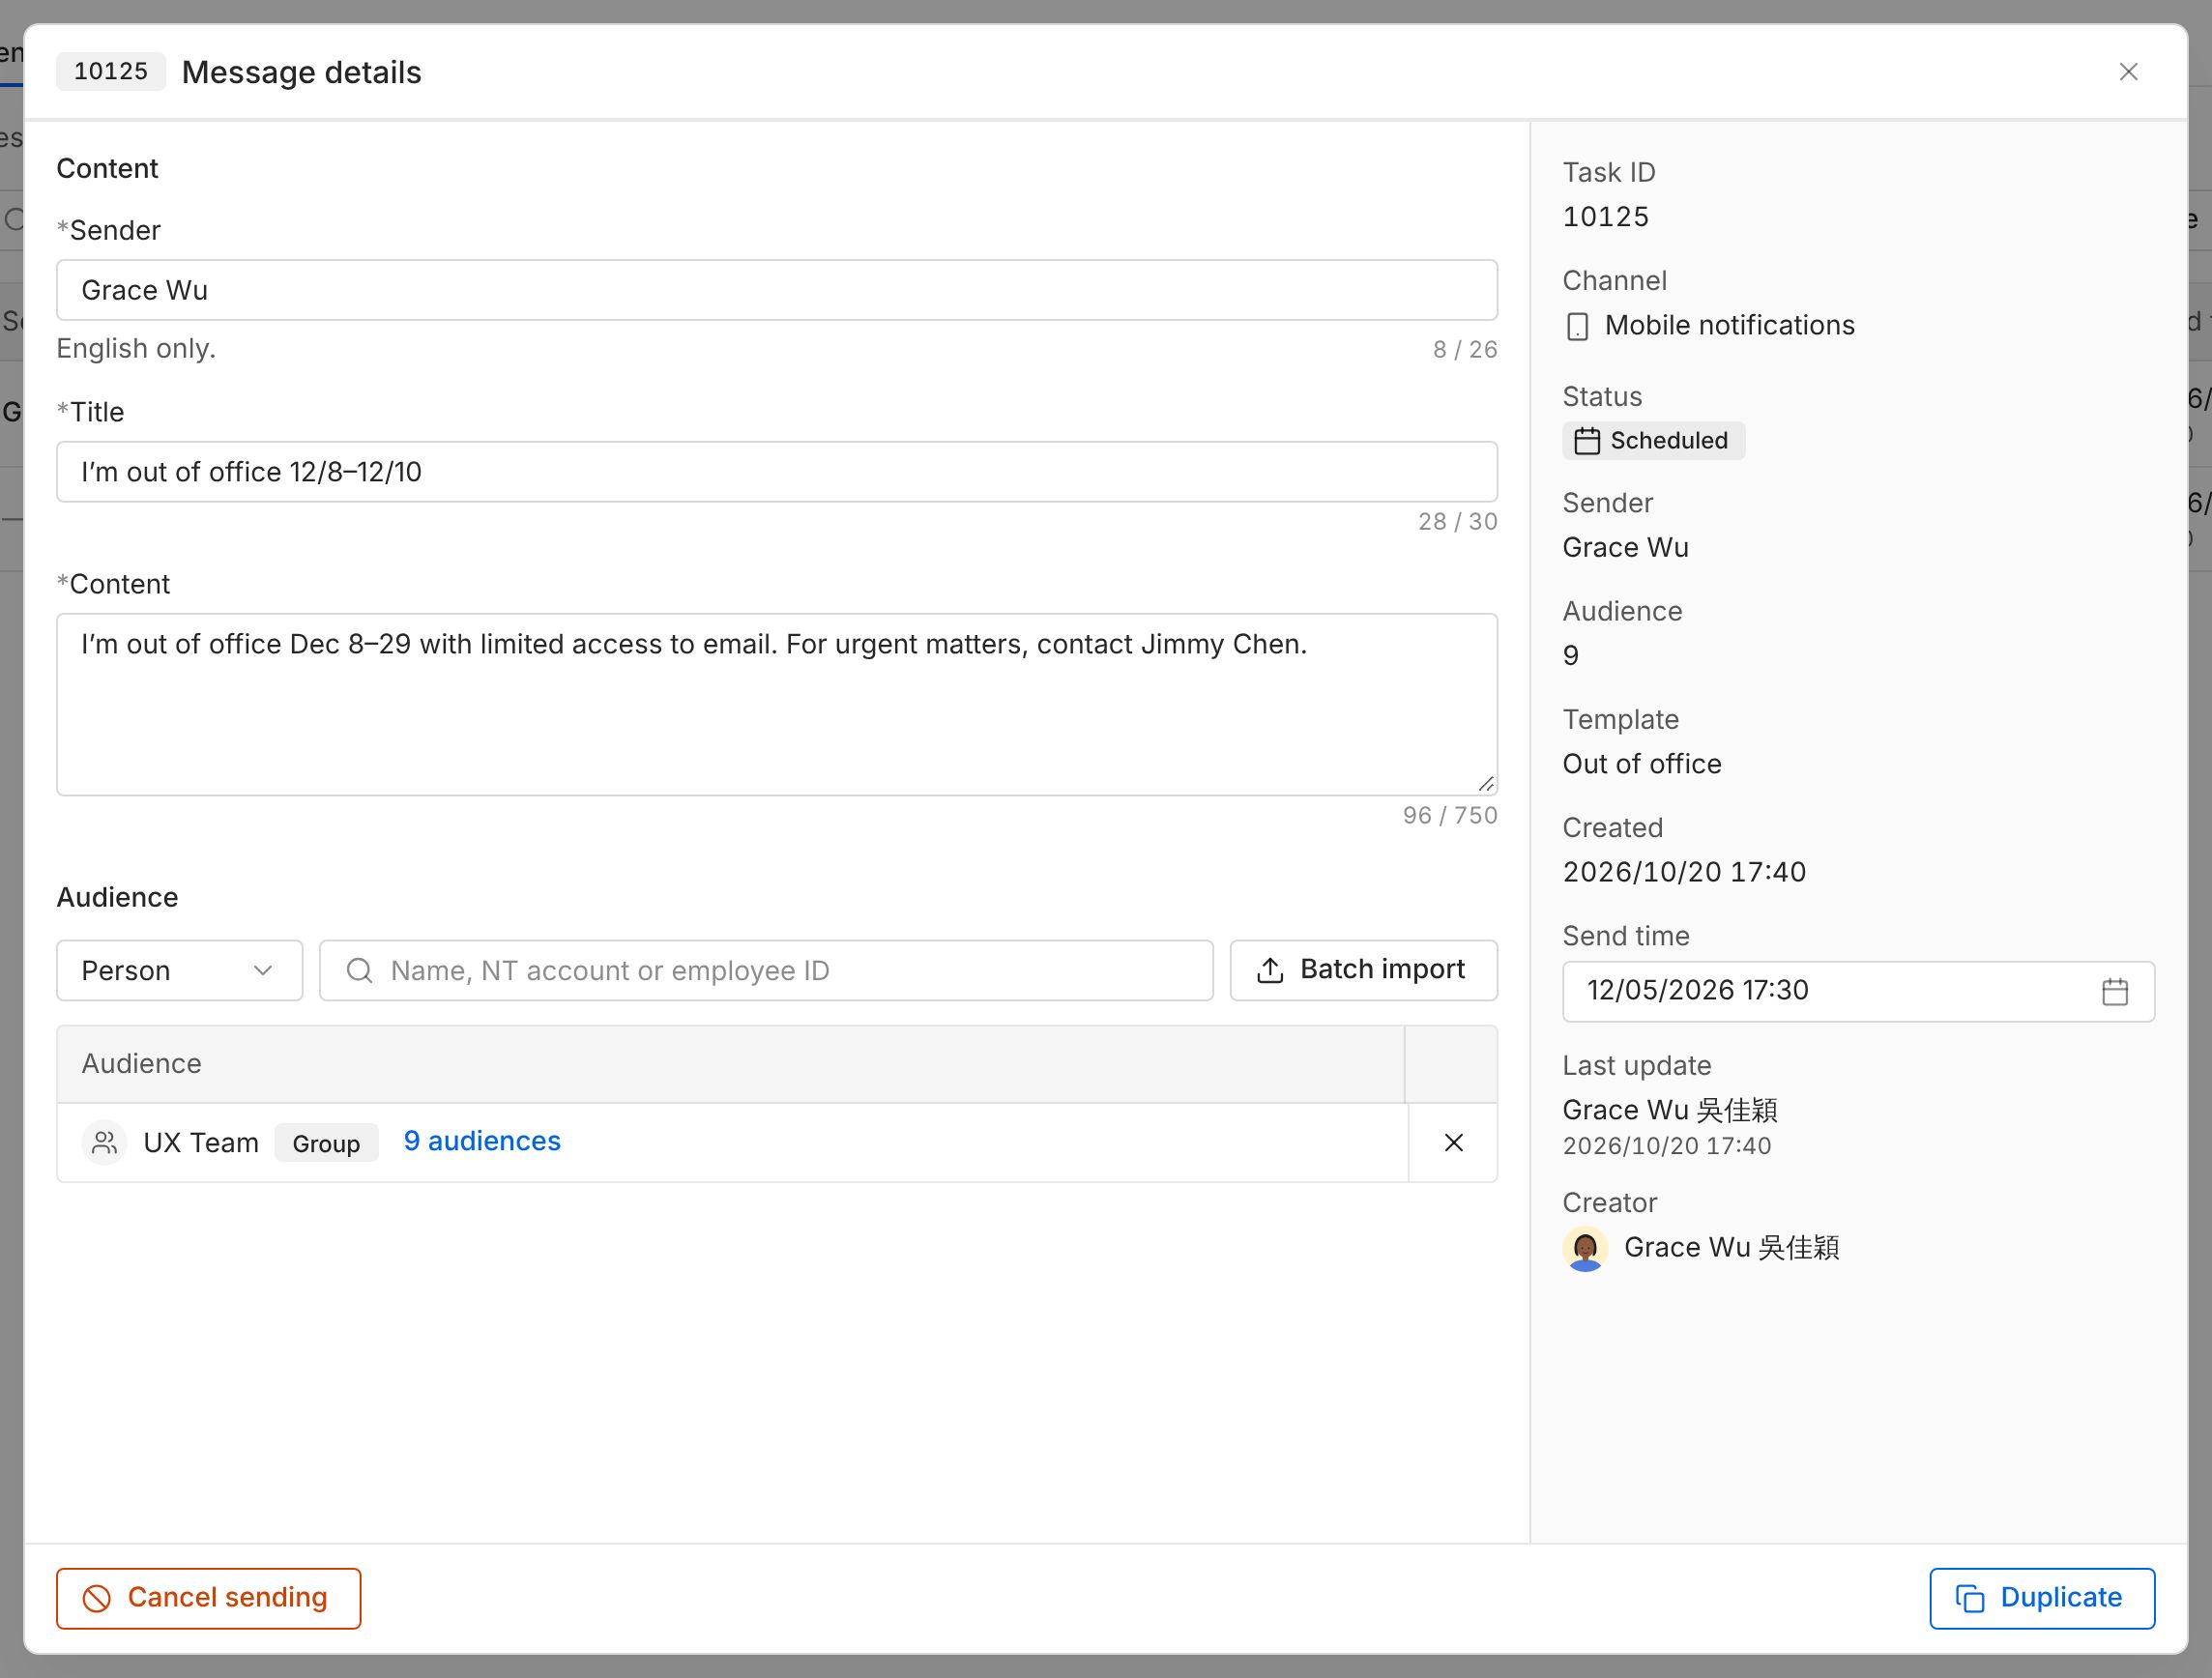 10125 Message details
Content
*Sender
Grace Wu
English only.
8 / 26
*Title
I’m out of office 12/8–12/10
28 / 30
*Content
I’m out of office Dec 8–29 with limited access to email. For urgent matters, contact Jimmy Chen.
96 / 750
Audience
Person
Name, NT account or employee ID
Batch import
Audience
UX Team Group 9 audiences
Task ID
10125
Channel
Mobile notifications
Status
Scheduled
Sender
Grace Wu
Audience
9
Template
Out of office
Created
2026/10/20 17:40
Send time
12/05/2026 17:30
Last update
Grace Wu 吳佳穎
2026/10/20 17:40
Creator
Grace Wu 吳佳穎
Cancel sending
Duplicate